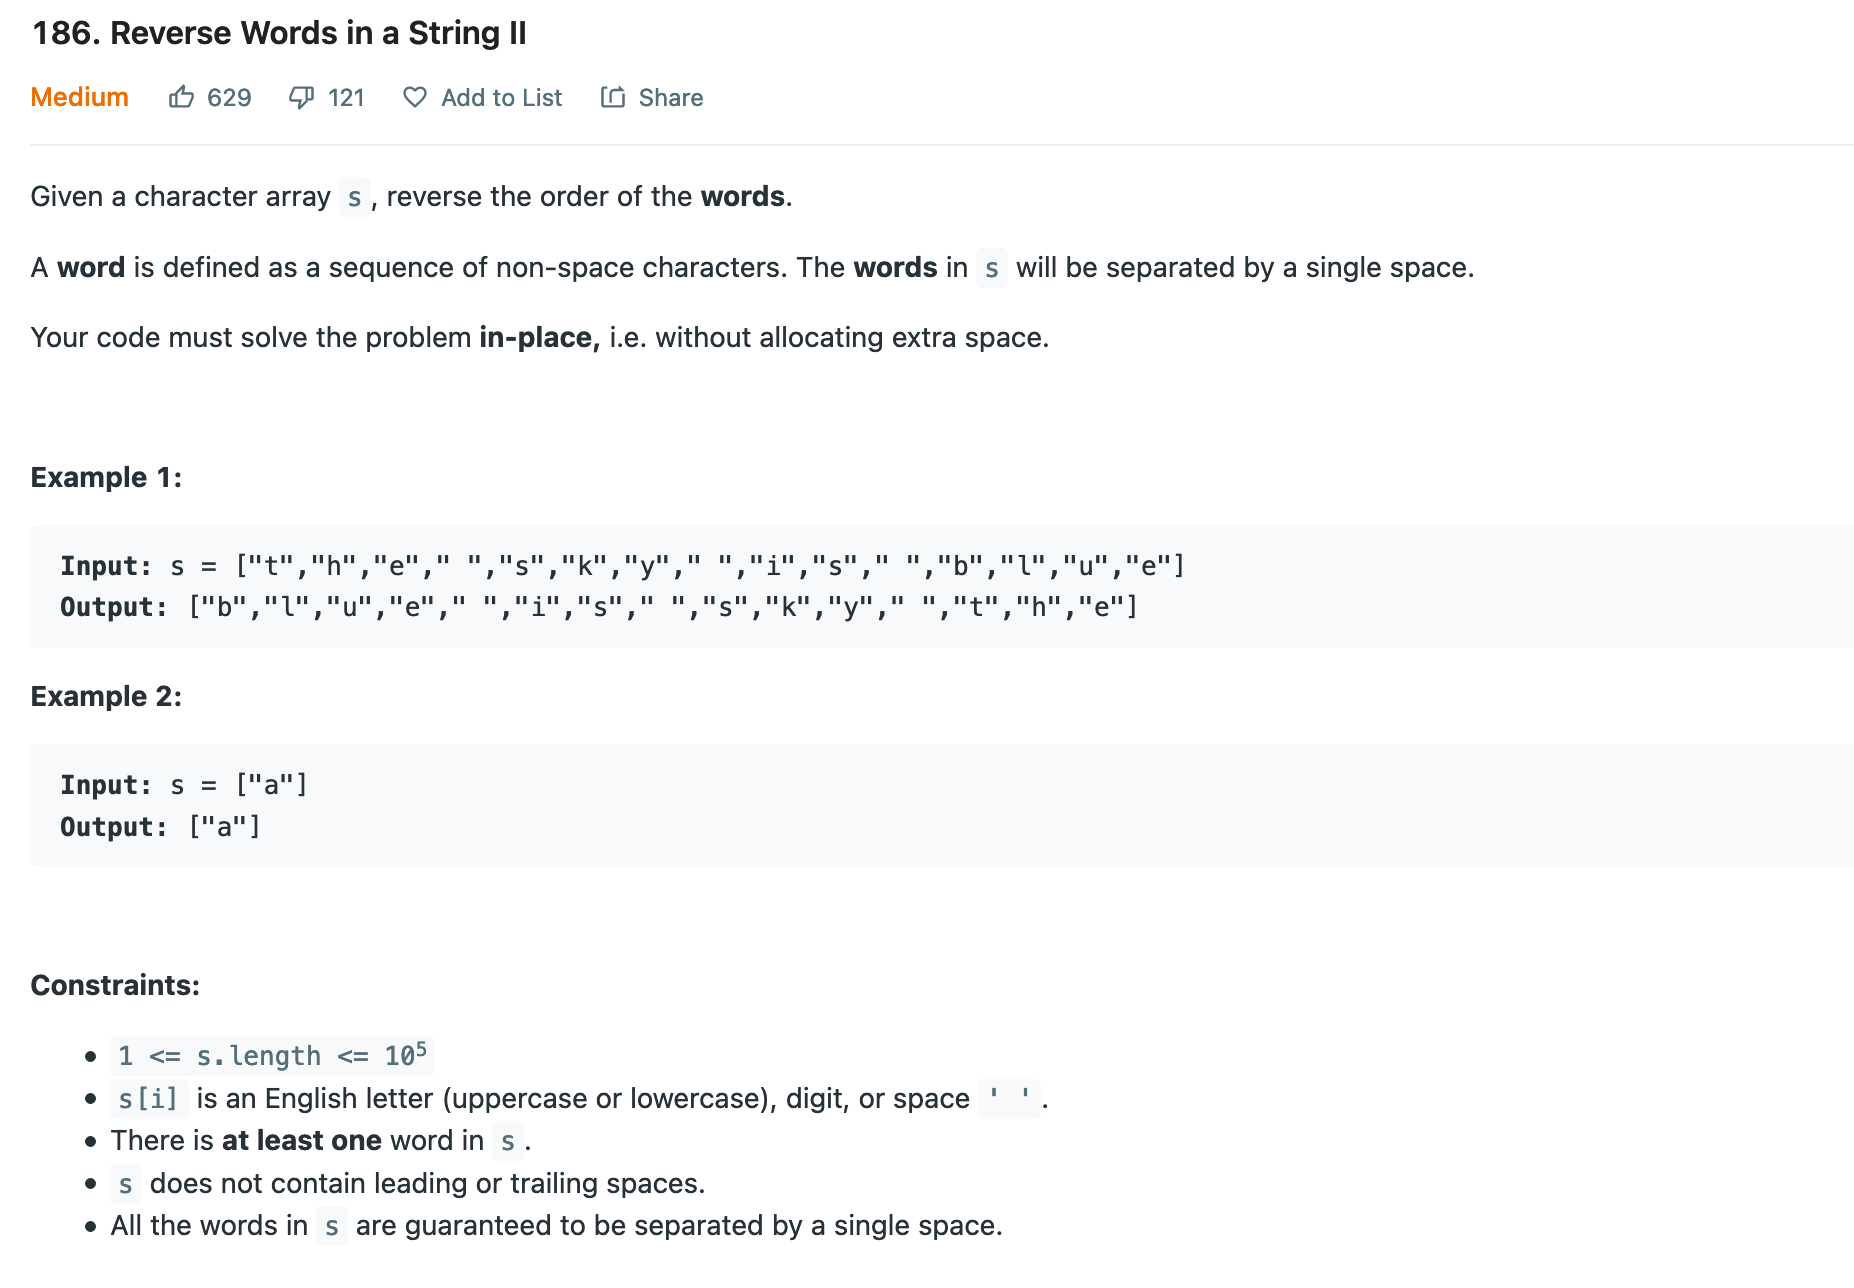 186. Reverse Words in a String II
Medium 629 121 Add to List Share
Given a character array s, reverse the order of the words.
A word is defined as a sequence of non-space characters. The words in s will be separated by a single space.
Your code must solve the problem in-place, i.e. without allocating extra space.
Example 1:
Input: s = ["t","h","e"," ","s","k","y"," ","i","s"," ","b","l","u","e"]
Output: ["b","l","u","e"," ","i","s"," ","s","k","y"," ","t","h","e"]
Example 2:
Input: s = ["a"]
Output: ["a"]
Constraints:
• 1 <= s.length <= 10⁵
• s[i] is an English letter (uppercase or lowercase), digit, or space ' '.
• There is at least one word in s.
• s does not contain leading or trailing spaces.
• All the words in s are guaranteed to be separated by a single space.